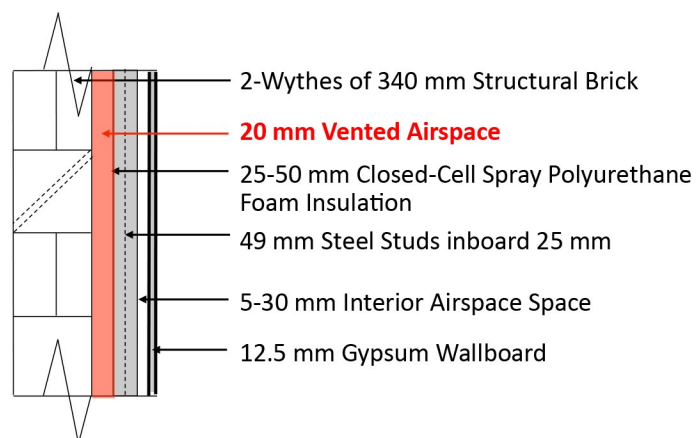 2-Wythes of 340 mm Structural Brick
20 mm Vented Airspace
25-50 mm Closed-Cell Spray Polyurethane
Foam Insulation
49 mm Steel Studs inboard 25 mm
5-30 mm Interior Airspace Space
12.5 mm Gypsum Wallboard